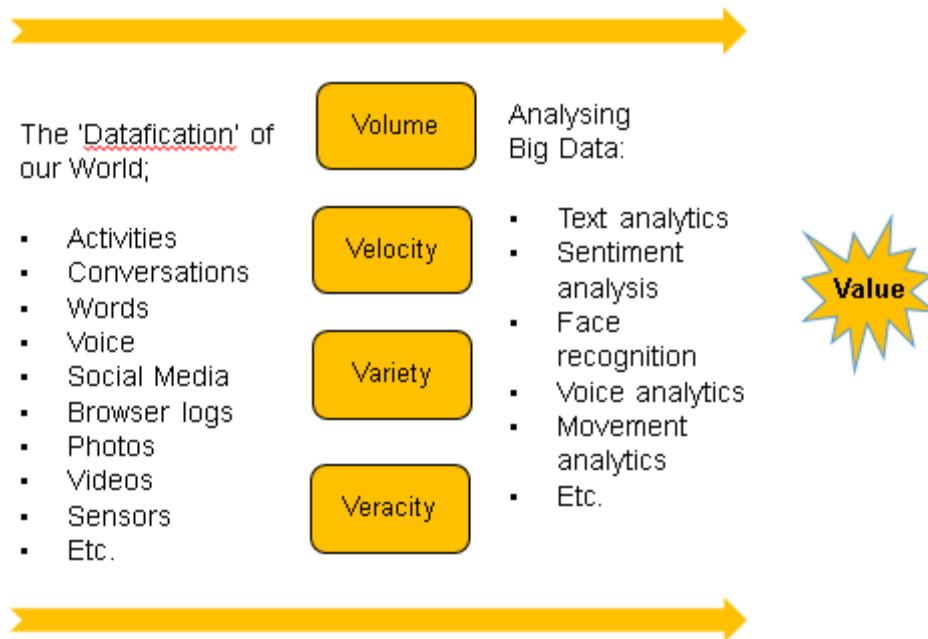 The 'Datafication' of
our World;
▪ Activities
▪ Conversations
▪ Words
▪ Voice
▪ Social Media
▪ Browser logs
▪ Photos
▪ Videos
▪ Sensors
▪ Etc.
Volume
Velocity
Variety
Veracity
Analysing
Big Data:
▪ Text analytics
▪ Sentiment
analysis
▪ Face
recognition
▪ Voice analytics
▪ Movement
analytics
▪ Etc.
Value